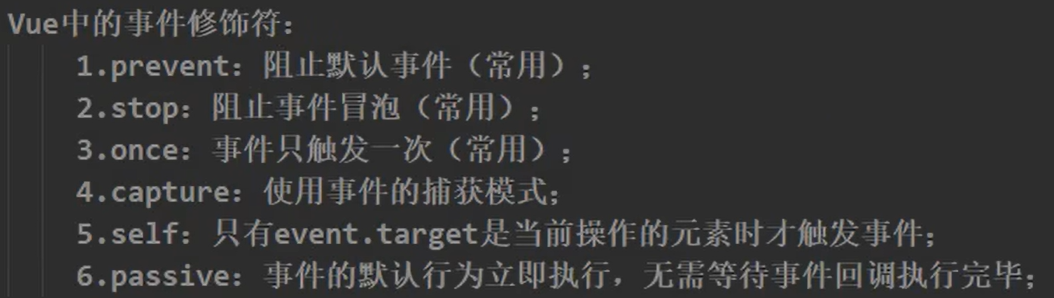 Vue中的事件修饰符：
1.prevent：阻止默认事件（常用）；
2.stop：阻止事件冒泡（常用）；
3.once：事件只触发一次（常用）；
4.capture：使用事件的捕获模式；
5.self：只有event.target是当前操作的元素时才触发事件；
6.passive：事件的默认行为立即执行，无需等待事件回调执行完毕；